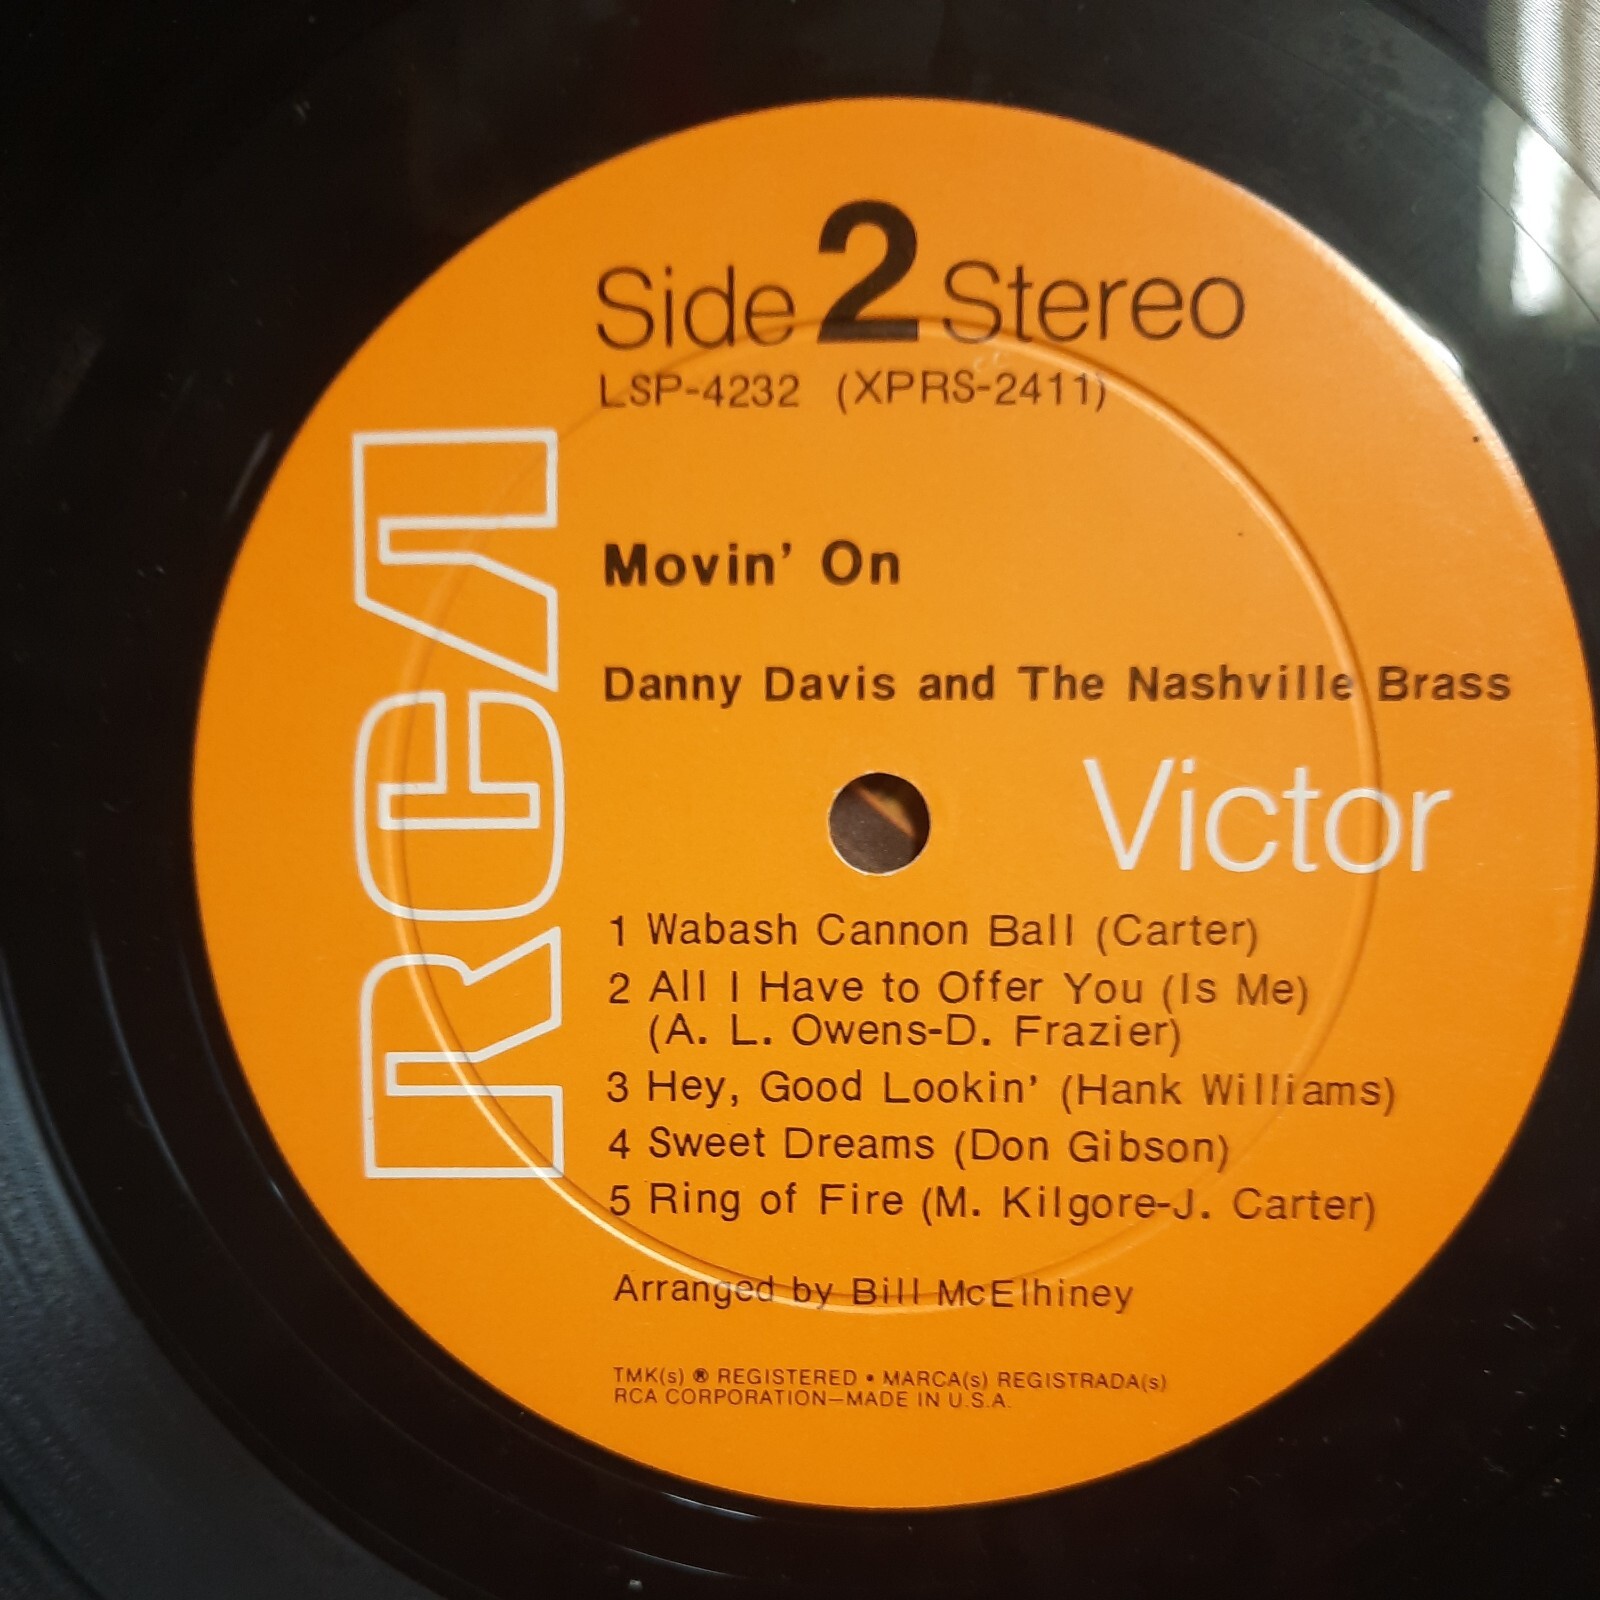 Side 2 Stereo
LSP-4232 (XPRS-2411)
RCA
Movin' On
Danny Davis and The Nashville Brass
Victor
1 Wabash Cannon Ball (Carter)
2 All I Have to Offer You (Is Me)
(A. L. Owens-D. Frazier)
3 Hey, Good Lookin' (Hank Williams)
4 Sweet Dreams (Don Gibson)
5 Ring of Fire (M. Kilgore-J. Carter)
Arranged by Bill McElhiney
TMK(s) ® REGISTERED • MARCA(s) REGISTRADA(s)
RCA CORPORATION—MADE IN U.S.A.